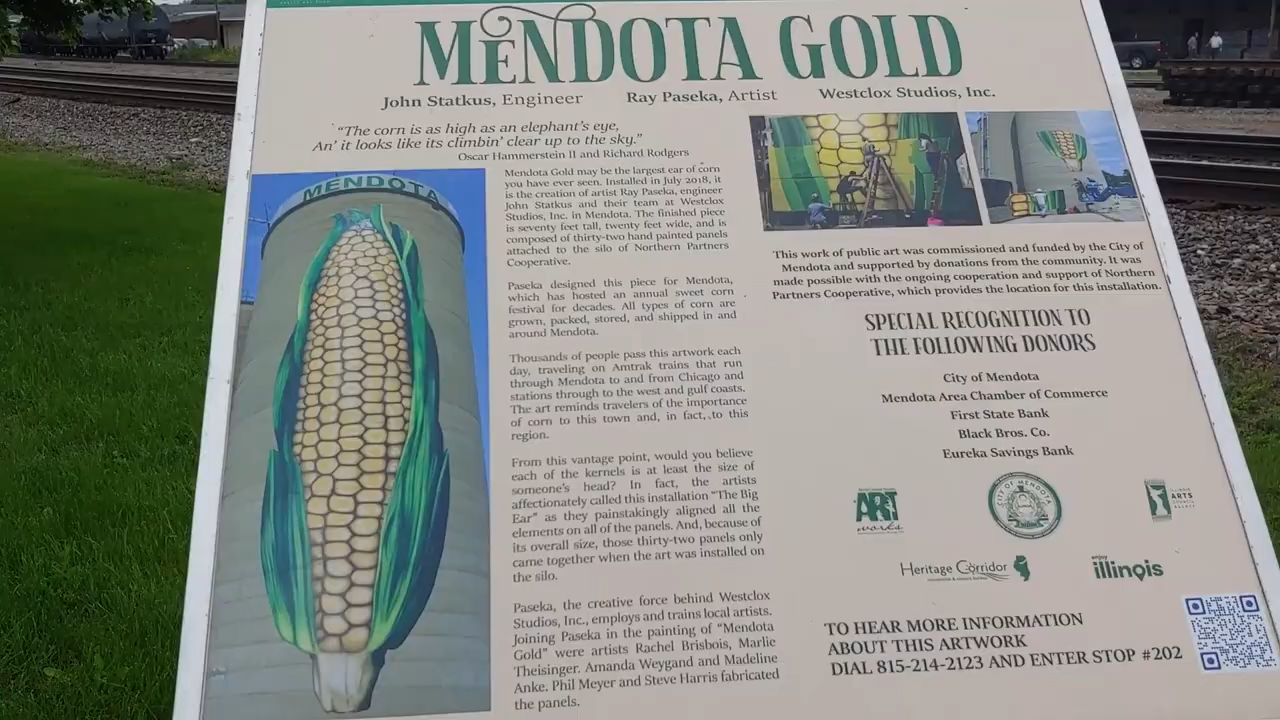 MENDOTA GOLD
John Statkus, Engineer Ray Paseka, Artist Westclox Studios, Inc.
"The corn is as high as an elephant's eye,
An' it looks like its climbin' clear up to the sky."
Oscar Hammerstein II and Richard Rodgers
MENDOTA
Mendota Gold may be the largest ear of corn
you have ever seen. Installed in July 2018, it
is the creation of artist Ray Paseka, engineer
John Statkus and their team at Westclox
Studios, Inc. in Mendota. The finished piece
is seventy feet tall, twenty feet wide, and is
composed of thirty-two hand painted panels
attached to the silo of Northern Partners
Cooperative.
Paseka designed this piece for Mendota,
which has hosted an annual sweet corn
festival for decades. All types of corn are
grown, packed, stored, and shipped in and
around Mendota.
Thousands of people pass this artwork each
day, traveling on Amtrak trains that run
through Mendota to and from Chicago and
stations through to the west and gulf coasts.
The art reminds travelers of the importance
of corn to this town and, in fact, to this
region.
From this vantage point, would you believe
each of the kernels is at least the size of
someone's head? In fact, the artists
affectionately called this installation "The Big
Ear" as they painstakingly aligned all the
elements on all of the panels. And, because of
its overall size, those thirty-two panels only
came together when the art was installed on
the silo.
Paseka, the creative force behind Westclox
Studios, Inc., employs and trains local artists.
Joining Paseka in the painting of "Mendota
Gold" were artists Rachel Brisbois, Marlie
Theisinger, Amanda Weygand and Madeline
Anke. Phil Meyer and Steve Harris fabricated
the panels.
This work of public art was commissioned and funded by the City of
Mendota and supported by donations from the community. It was
made possible with the ongoing cooperation and support of Northern
Partners Cooperative, which provides the location for this installation.
SPECIAL RECOGNITION TO
THE FOLLOWING DONORS
City of Mendota
Mendota Area Chamber of Commerce
First State Bank
Black Bros. Co.
Eureka Savings Bank
ART
works
CITY OF MENDOTA
ARTS
COUNCIL
Heritage Corridor
enjoy
illinois
TO HEAR MORE INFORMATION
ABOUT THIS ARTWORK
DIAL 815-214-2123 AND ENTER STOP #202